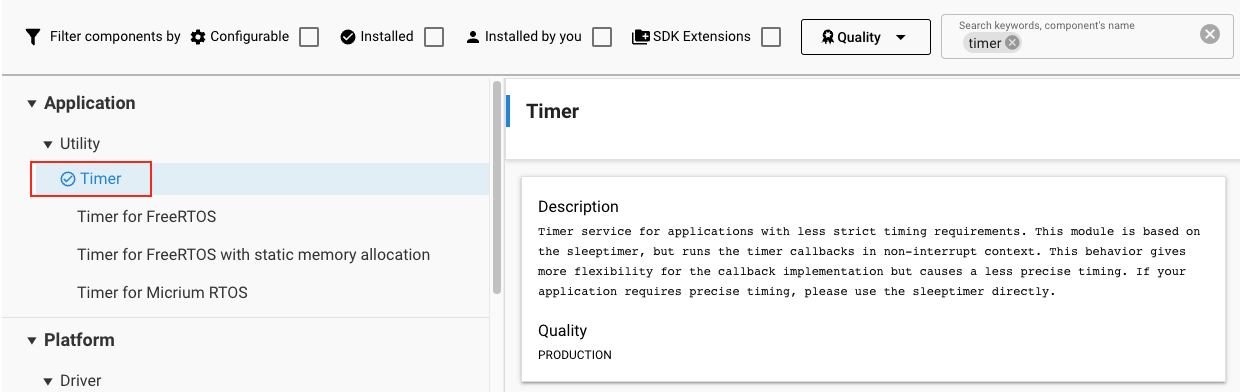 Filter components by Configurable Installed Installed by you SDK Extensions Quality Search keywords, component's name
timer
Application
Utility
Timer
Timer for FreeRTOS
Timer for FreeRTOS with static memory allocation
Timer for Micrium RTOS
Platform
Driver
Timer
Description
Timer service for applications with less strict timing requirements. This module is based on
the sleeptimer, but runs the timer callbacks in non-interrupt context. This behavior gives
more flexibility for the callback implementation but causes a less precise timing. If your
application requires precise timing, please use the sleeptimer directly.
Quality
PRODUCTION